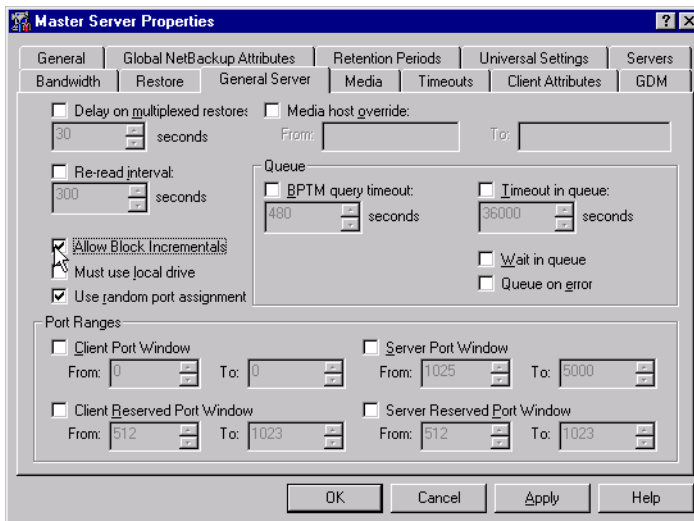 Master Server Properties
General Global NetBackup Attributes Retention Periods Universal Settings Servers
Bandwidth Restore General Server Media Timeouts Client Attributes GDM
Delay on multiplexed restores Media host override:
30 seconds From: To:
Re-read interval: Queue
300 seconds BPTM query timeout: Timeout in queue:
480 seconds 36000 seconds
Allow Block Incrementals
Must use local drive Wait in queue
Use random port assignment Queue on error
Port Ranges
Client Port Window Server Port Window
From: 0 To: 0 From: 1025 To: 5000
Client Reserved Port Window Server Reserved Port Window
From: 512 To: 1023 From: 512 To: 1023
OK Cancel Apply Help